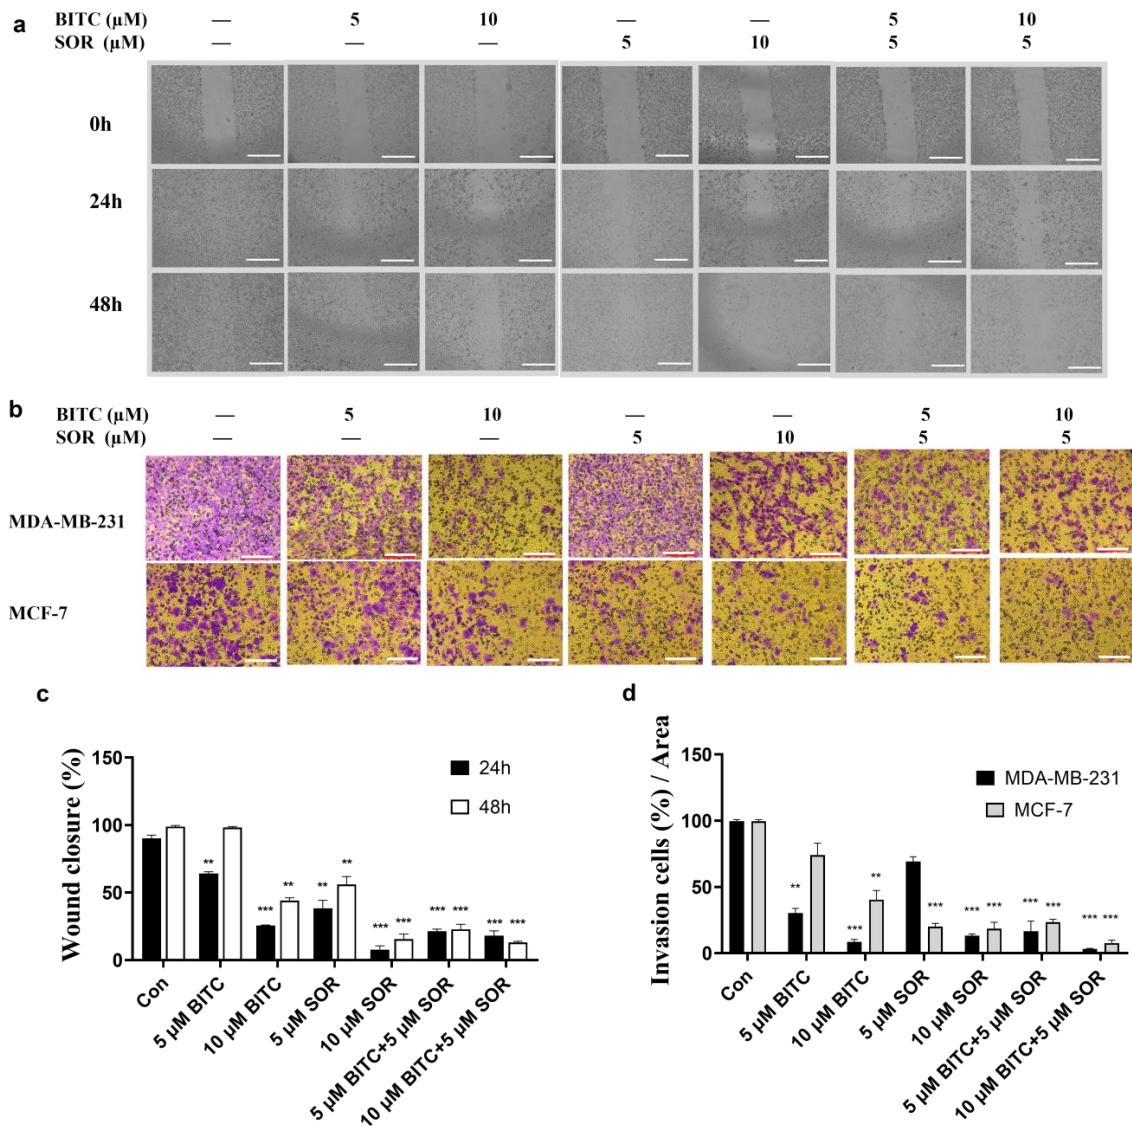 a
BITC (µM) — 5 10 — — 5 10
SOR (µM) — — — 5 10 5 5
0h
24h
48h
b
BITC (µM) — 5 10 — — 5 10
SOR (µM) — — — 5 10 5 5
MDA-MB-231
MCF-7
c
Wound closure (%)
150
100
50
0
24h
48h
** 
*** **
** **
*** ***
*** ***
*** ***
Con
5 µM BITC
10 µM BITC
5 µM SOR
10 µM SOR
5 µM BITC+5 µM SOR
10 µM BITC+5 µM SOR
d
Invasion cells (%) / Area
150
100
50
0
MDA-MB-231
MCF-7
**
*** **
***
*** ***
*** ***
*** ***
Con
5 µM BITC
10 µM BITC
5 µM SOR
10 µM SOR
5 µM BITC+5 µM SOR
10 µM BITC+5 µM SOR